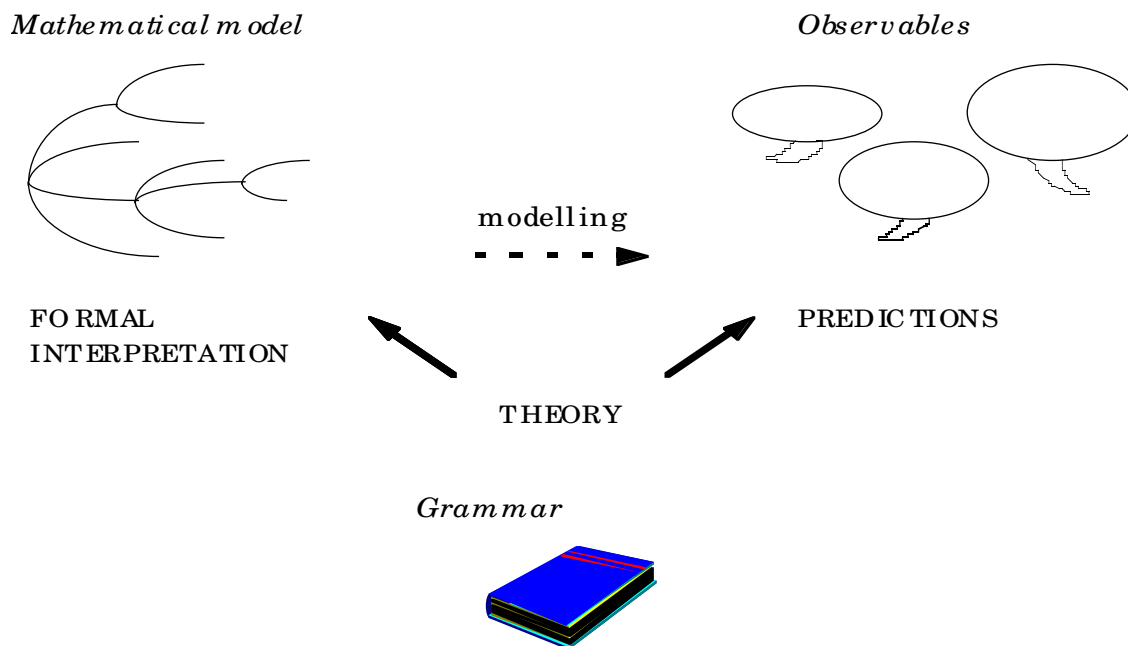 Mathematical model
Observables
modelling
FORMAL
INTERPRETATION
PREDICTIONS
THEORY
Grammar